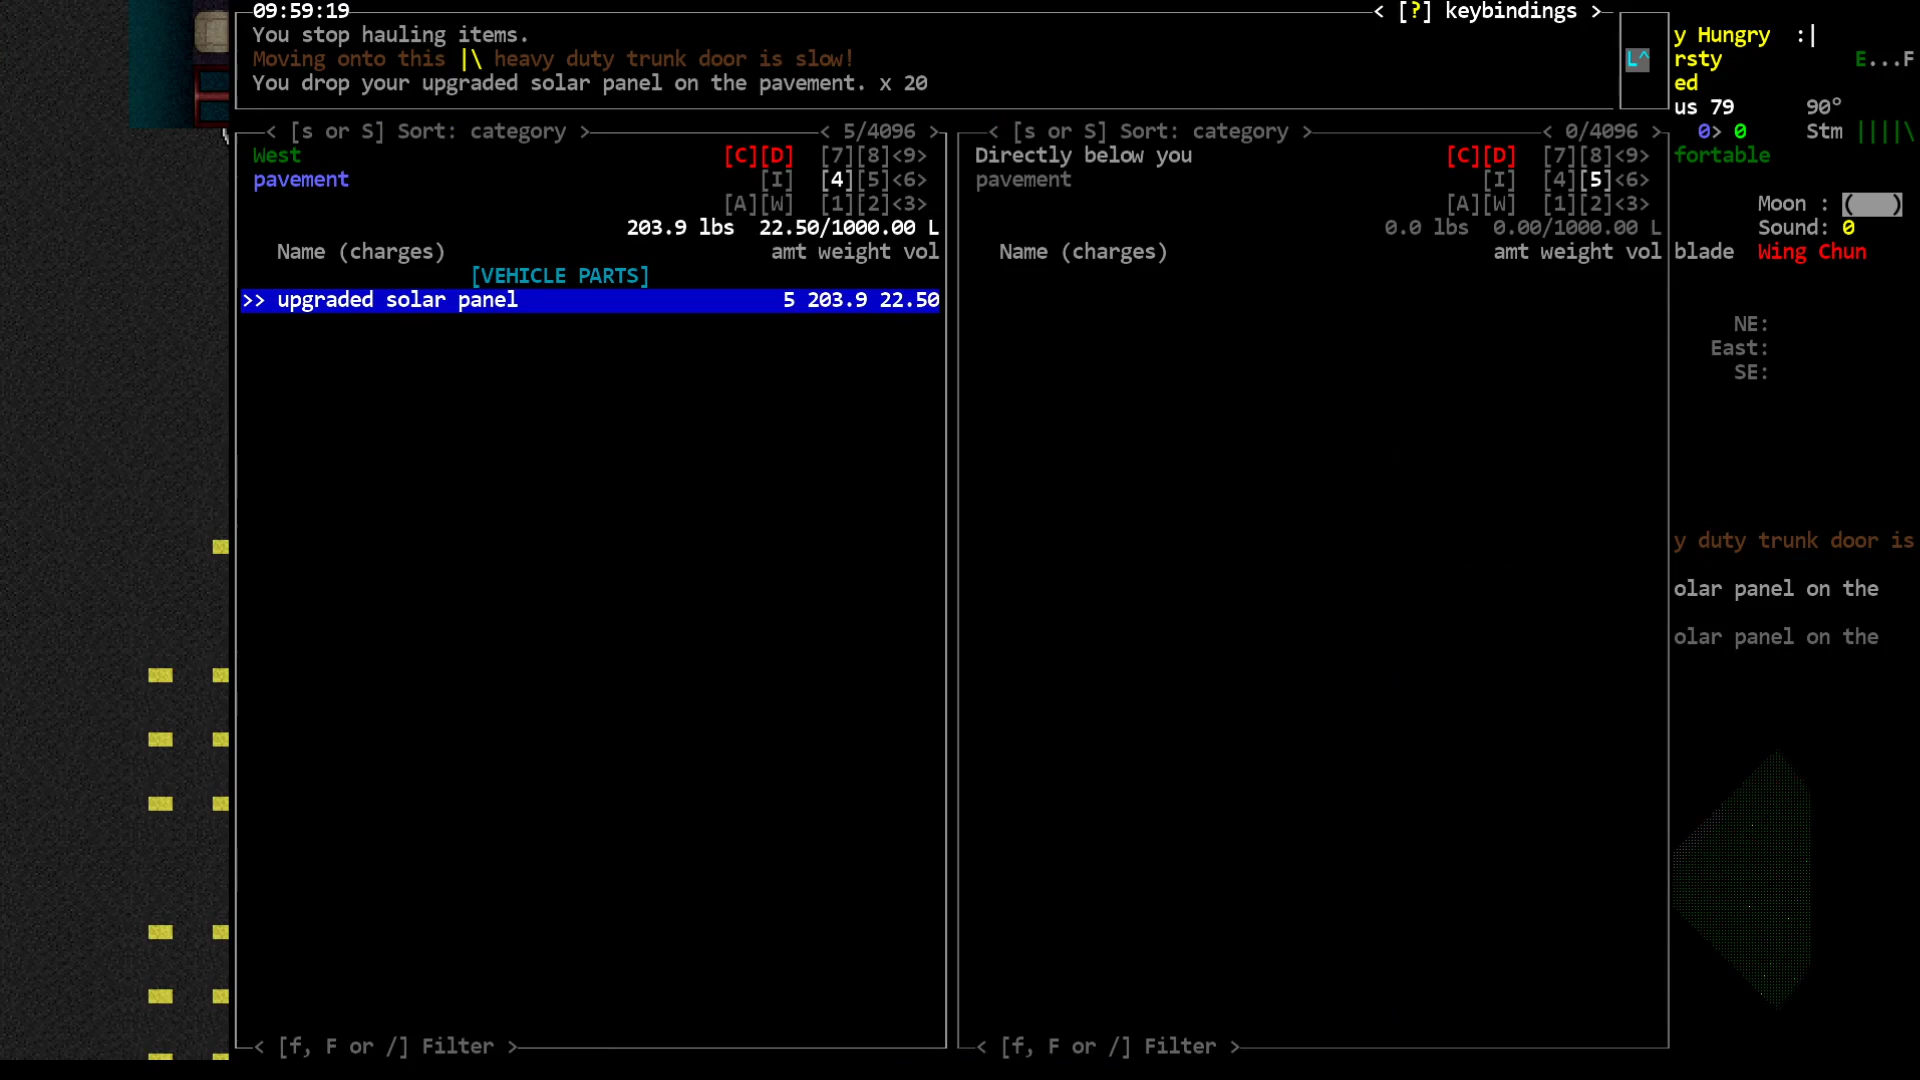 09:59:19 < [?] keybindings >
You stop hauling items.
Moving onto this |\ heavy duty trunk door is slow!
You drop your upgraded solar panel on the pavement. x 20
L^
y Hungry :|
rsty E...F
ed
us 79 90°
0> 0 Stm ||||\
fortable
Moon : ( )
Sound: 0
blade Wing Chun
NE:
East:
SE:
y duty trunk door is
olar panel on the
olar panel on the
< [s or S] Sort: category > < 5/4096 >
West [C][D] [7][8]<9>
pavement [I] [4][5]<6>
[A][W] [1][2]<3>
203.9 lbs 22.50/1000.00 L
Name (charges) amt weight vol
[VEHICLE PARTS]
>> upgraded solar panel 5 203.9 22.50
< [f, F or /] Filter >
< [s or S] Sort: category > < 0/4096 >
Directly below you [C][D] [7][8]<9>
pavement [I] [4][5]<6>
[A][W] [1][2]<3>
0.0 lbs 0.00/1000.00 L
Name (charges) amt weight vol
< [f, F or /] Filter >